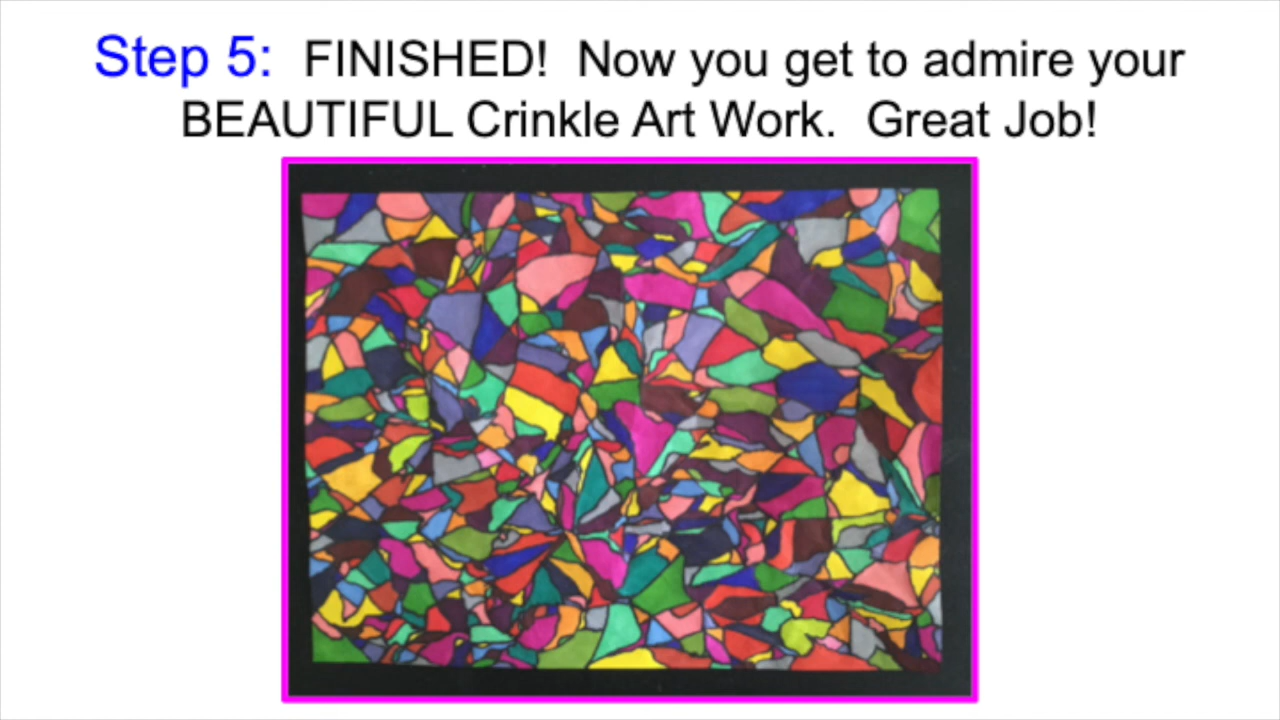 Step 5: FINISHED! Now you get to admire your
BEAUTIFUL Crinkle Art Work. Great Job!